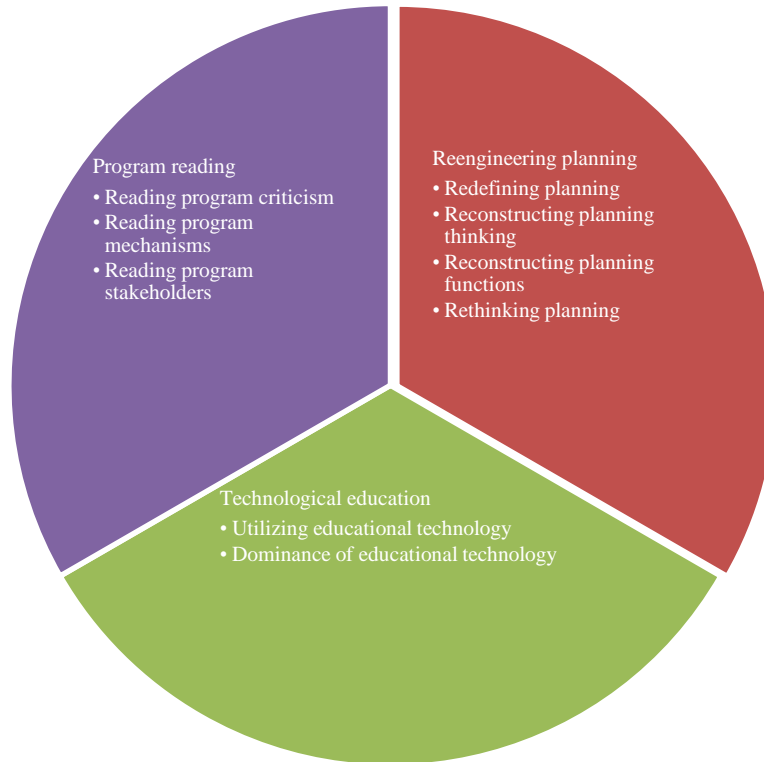 Program reading
• Reading program criticism
• Reading program
mechanisms
• Reading program
stakeholders
Reengineering planning
• Redefining planning
• Reconstructing planning
thinking
• Reconstructing planning
functions
• Rethinking planning
Technological education
• Utilizing educational technology
• Dominance of educational technology